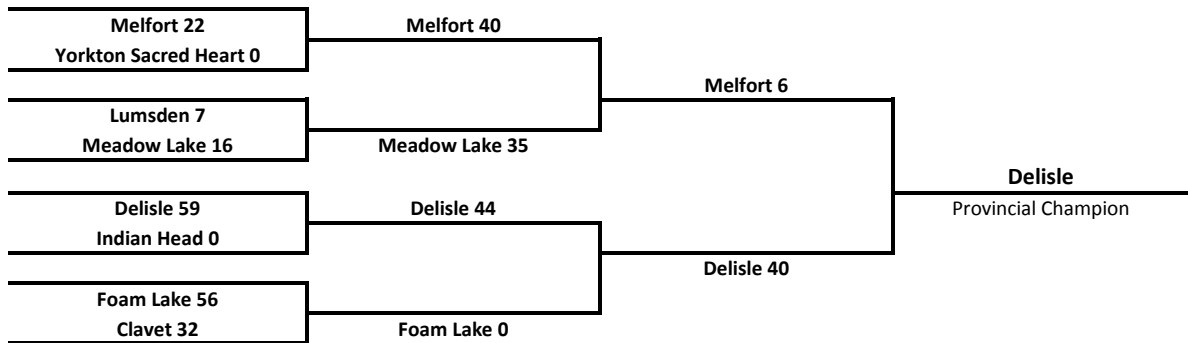 Melfort 22
Yorkton Sacred Heart 0
Lumsden 7
Meadow Lake 16
Delisle 59
Indian Head 0
Foam Lake 56
Clavet 32
Melfort 40
Meadow Lake 35
Delisle 44
Foam Lake 0
Melfort 6
Delisle 40
Delisle
Provincial Champion